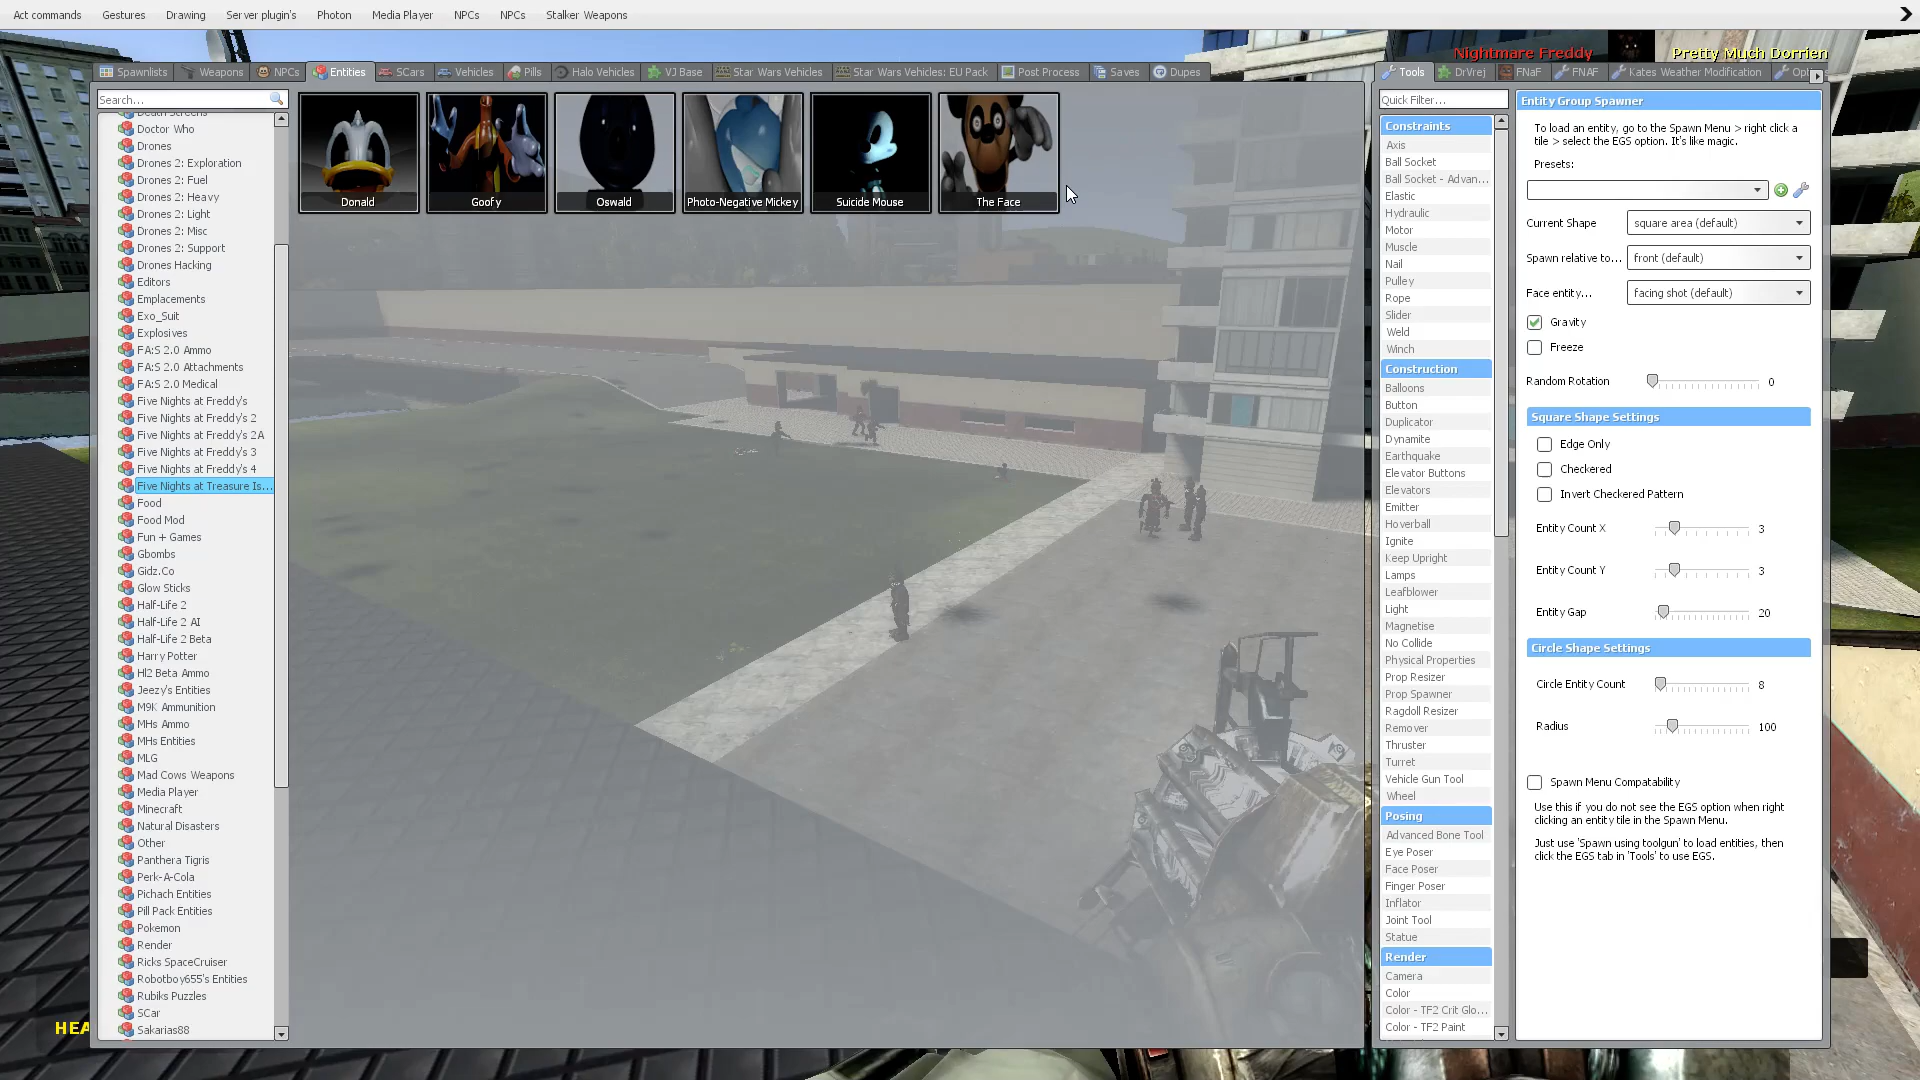 Act commands Gestures Drawing Server plugin's Photon Media Player NPCs NPCs Stalker Weapons
Nightmare Freddy Pretty Much Dorrien
Spawnlists Weapons NPCs Entities SCars Vehicles Pills Halo Vehicles VJ Base Star Wars Vehicles Star Wars Vehicles: EU Pack Post Process Saves Dupes
Tools DrVrej FNaF FNAF Kates Weather Modification
Search...
Death Screens
Doctor Who
Drones
Drones 2: Exploration
Drones 2: Fuel
Drones 2: Heavy
Drones 2: Light
Drones 2: Misc
Drones 2: Support
Drones Hacking
Editors
Emplacements
Exo_Suit
Explosives
FA:S 2.0 Ammo
FA:S 2.0 Attachments
FA:S 2.0 Medical
Five Nights at Freddy's
Five Nights at Freddy's 2
Five Nights at Freddy's 2A
Five Nights at Freddy's 3
Five Nights at Freddy's 4
Five Nights at Treasure Is...
Food
Food Mod
Fun + Games
Gbombs
Gidz.Co
Glow Sticks
Half-Life 2
Half-Life 2 AI
Half-Life 2 Beta
Harry Potter
Hl2 Beta Ammo
Jeezy's Entities
M9K Ammunition
MHs Ammo
MHs Entities
MLG
Mad Cows Weapons
Media Player
Minecraft
Natural Disasters
Other
Panthera Tigris
Perk-A-Cola
Pichach Entities
Pill Pack Entities
Pokemon
Render
Ricks SpaceCruiser
Robotboy655's Entities
Rubiks Puzzles
SCar
Sakarias88
HEA
Donald Goofy Oswald Photo-Negative Mickey Suicide Mouse The Face
Quick Filter...
Constraints
Axis
Ball Socket
Ball Socket - Advan...
Elastic
Hydraulic
Motor
Muscle
Nail
Pulley
Rope
Slider
Weld
Winch
Construction
Balloons
Button
Duplicator
Dynamite
Earthquake
Elevator Buttons
Elevators
Emitter
Hoverball
Ignite
Keep Upright
Lamps
Leafblower
Light
Magnetise
No Collide
Physical Properties
Prop Resizer
Prop Spawner
Ragdoll Resizer
Remover
Thruster
Turret
Vehicle Gun Tool
Wheel
Posing
Advanced Bone Tool
Eye Poser
Face Poser
Finger Poser
Inflator
Joint Tool
Statue
Render
Camera
Color
Color - TF2 Crit Glo...
Color - TF2 Paint
Entity Group Spawner
To load an entity, go to the Spawn Menu > right click a
tile > select the EGS option. It's like magic.
Presets:
Current Shape square area (default)
Spawn relative to... front (default)
Face entity... facing shot (default)
Gravity
Freeze
Random Rotation 0
Square Shape Settings
Edge Only
Checkered
Invert Checkered Pattern
Entity Count X 3
Entity Count Y 3
Entity Gap 20
Circle Shape Settings
Circle Entity Count 8
Radius 100
Spawn Menu Compatability
Use this if you do not see the EGS option when right
clicking an entity tile in the Spawn Menu.
Just use 'Spawn using toolgun' to load entities, then
click the EGS tab in 'Tools' to use EGS.